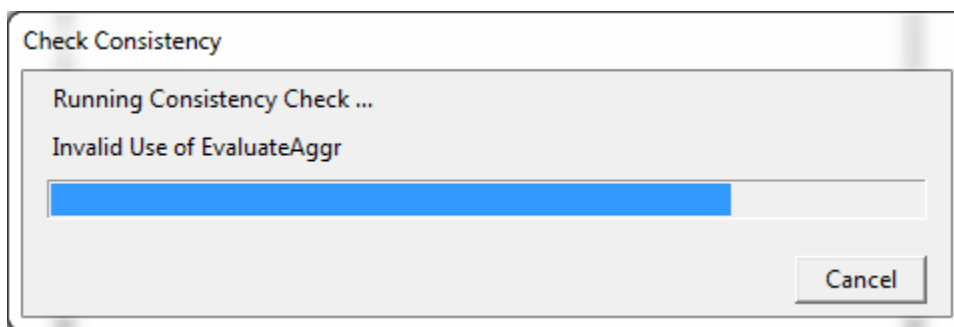 Check Consistency
Running Consistency Check ...
Invalid Use of EvaluateAggr
Cancel